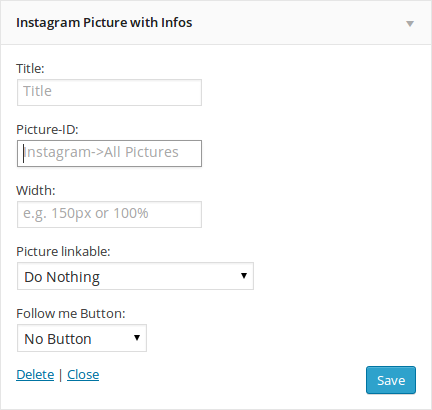 Instagram Picture with Infos
Title:
Title
Picture-ID:
Instagram->All Pictures
Width:
e.g. 150px or 100%
Picture linkable:
Do Nothing
Follow me Button:
No Button
Delete | Close
Save